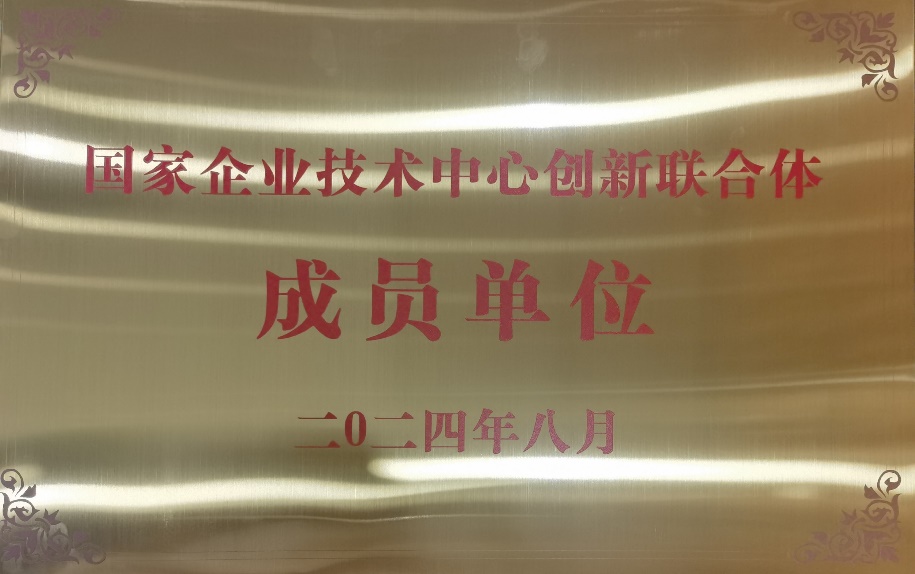 国家企业技术中心创新联合体
成员单位
二0二四年八月